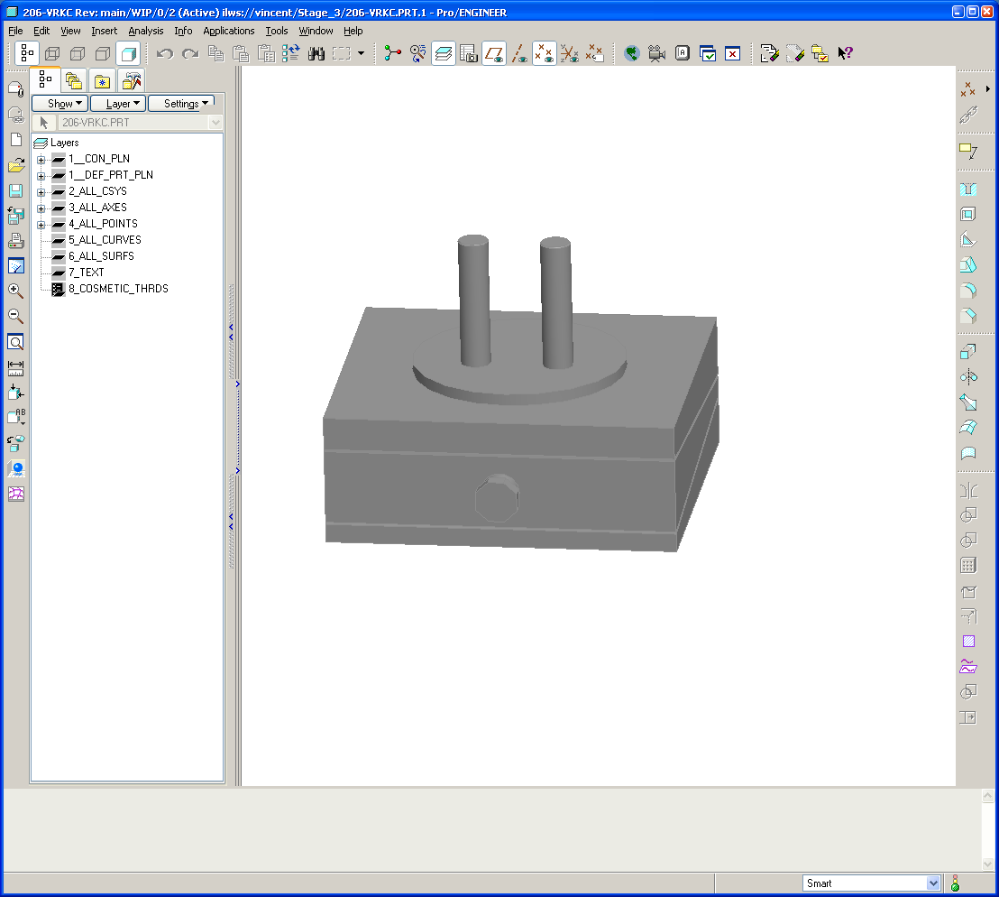 206-VRKC Rev: main/WIP/0/2 (Active) ilws://vincent/Stage_3/206-VRKC.PRT.1 - Pro/ENGINEER
File Edit View Insert Analysis Info Applications Tools Window Help
Show Layer Settings
206-VRKC.PRT
Layers
1__CON_PLN
1__DEF_PRT_PLN
2_ALL_CSYS
3_ALL_AXES
4_ALL_POINTS
5_ALL_CURVES
6_ALL_SURFS
7_TEXT
8_COSMETIC_THRDS
AB
Smart